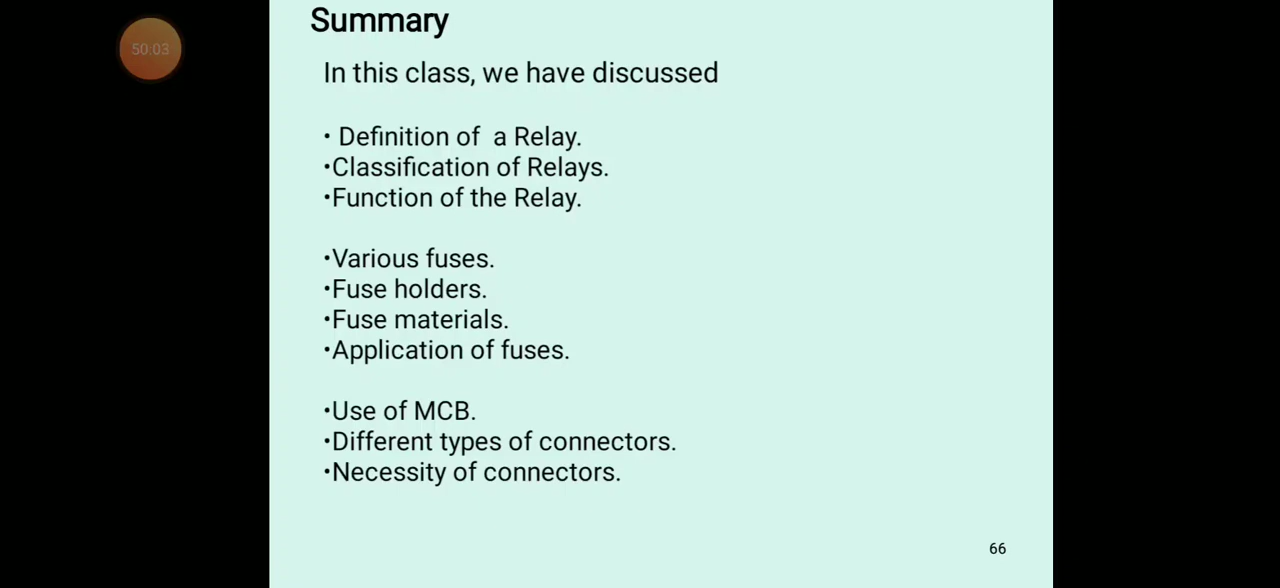 Summary
50:03
In this class, we have discussed
• Definition of  a Relay.
•Classification of Relays.
•Function of the Relay.
•Various fuses.
•Fuse holders.
•Fuse materials.
•Application of fuses.
•Use of MCB.
•Different types of connectors.
•Necessity of connectors.
66